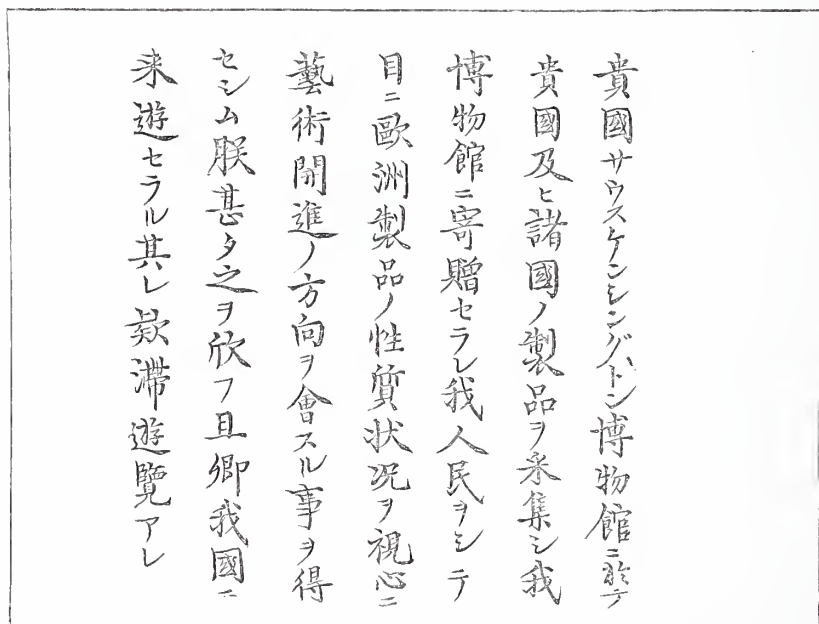 貴國サウスケンシングトン博物館ニ於テ
貴國及ヒ諸國ノ製品ヲ釆集シ我
博物館ニ寄贈セラレ我人民ヲシテ
目ニ歐洲製品ノ性質状况ヲ視心ニ
藝術開進ノ方向ヲ會スル事ヲ得
セシム朕甚タ之ヲ欣フ且卿我國ニ
来遊セラル其レ欵滞遊覽アレ